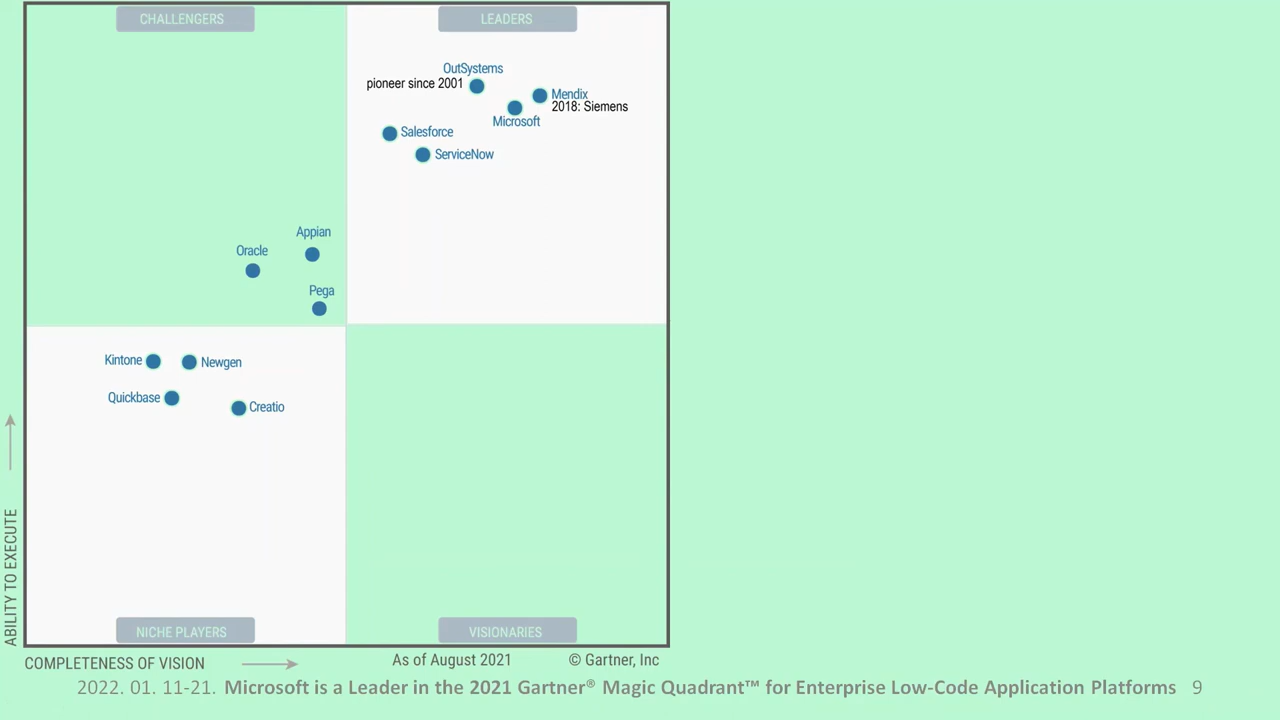 CHALLENGERS
LEADERS
OutSystems
pioneer since 2001
Mendix
2018: Siemens
Microsoft
Salesforce
ServiceNow
Appian
Oracle
Pega
Kintone
Newgen
Quickbase
Creatio
ABILITY TO EXECUTE
NICHE PLAYERS
VISIONARIES
COMPLETENESS OF VISION
As of August 2021
© Gartner, Inc
2022. 01. 11-21. Microsoft is a Leader in the 2021 Gartner® Magic Quadrant™ for Enterprise Low-Code Application Platforms 9